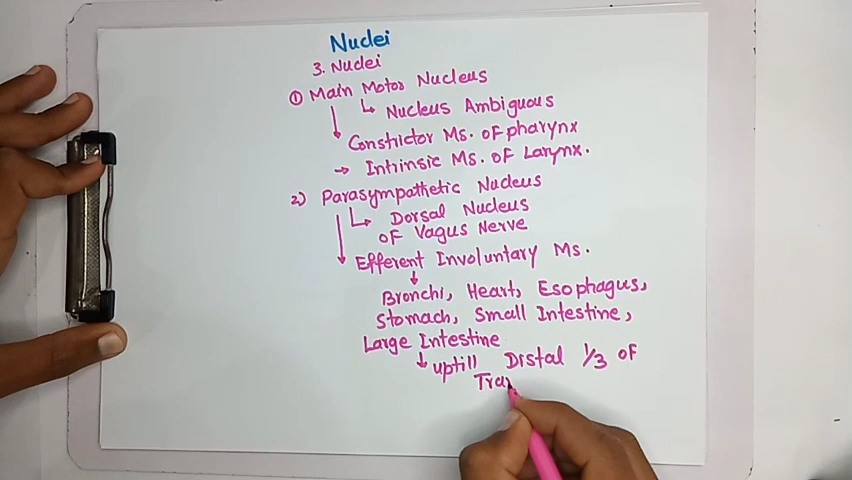 Nuclei
3. Nuclei
① Main Motor Nucleus
↳ Nucleus Ambiguous
Constrictor Ms. of pharynx
→ Intrinsic Ms. of Larynx.
2) Parasympathetic Nucleus
↳ Dorsal Nucleus
of Vagus Nerve
Efferent Involuntary Ms.
↓
Bronchi, Heart, Esophagus,
Stomach, Small Intestine,
Large Intestine
↓ uptill Distal 1/3 of
Tra